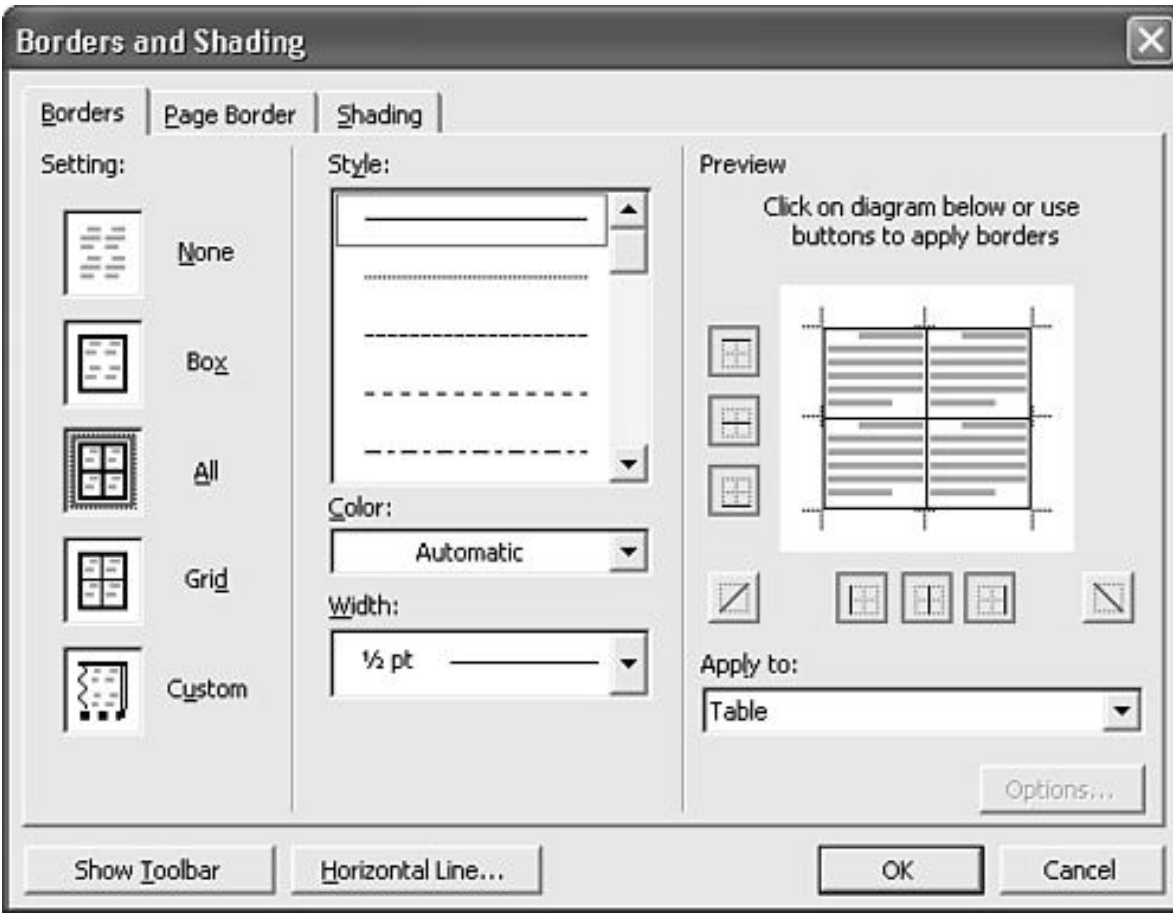 Borders and Shading
Borders
Page Border
Shading
Setting:
None
Box
All
Grid
Custom
Style:
Color:
Automatic
Width:
½ pt
Preview
Click on diagram below or use
buttons to apply borders
Apply to:
Table
Options...
Show Toolbar
Horizontal Line...
OK
Cancel